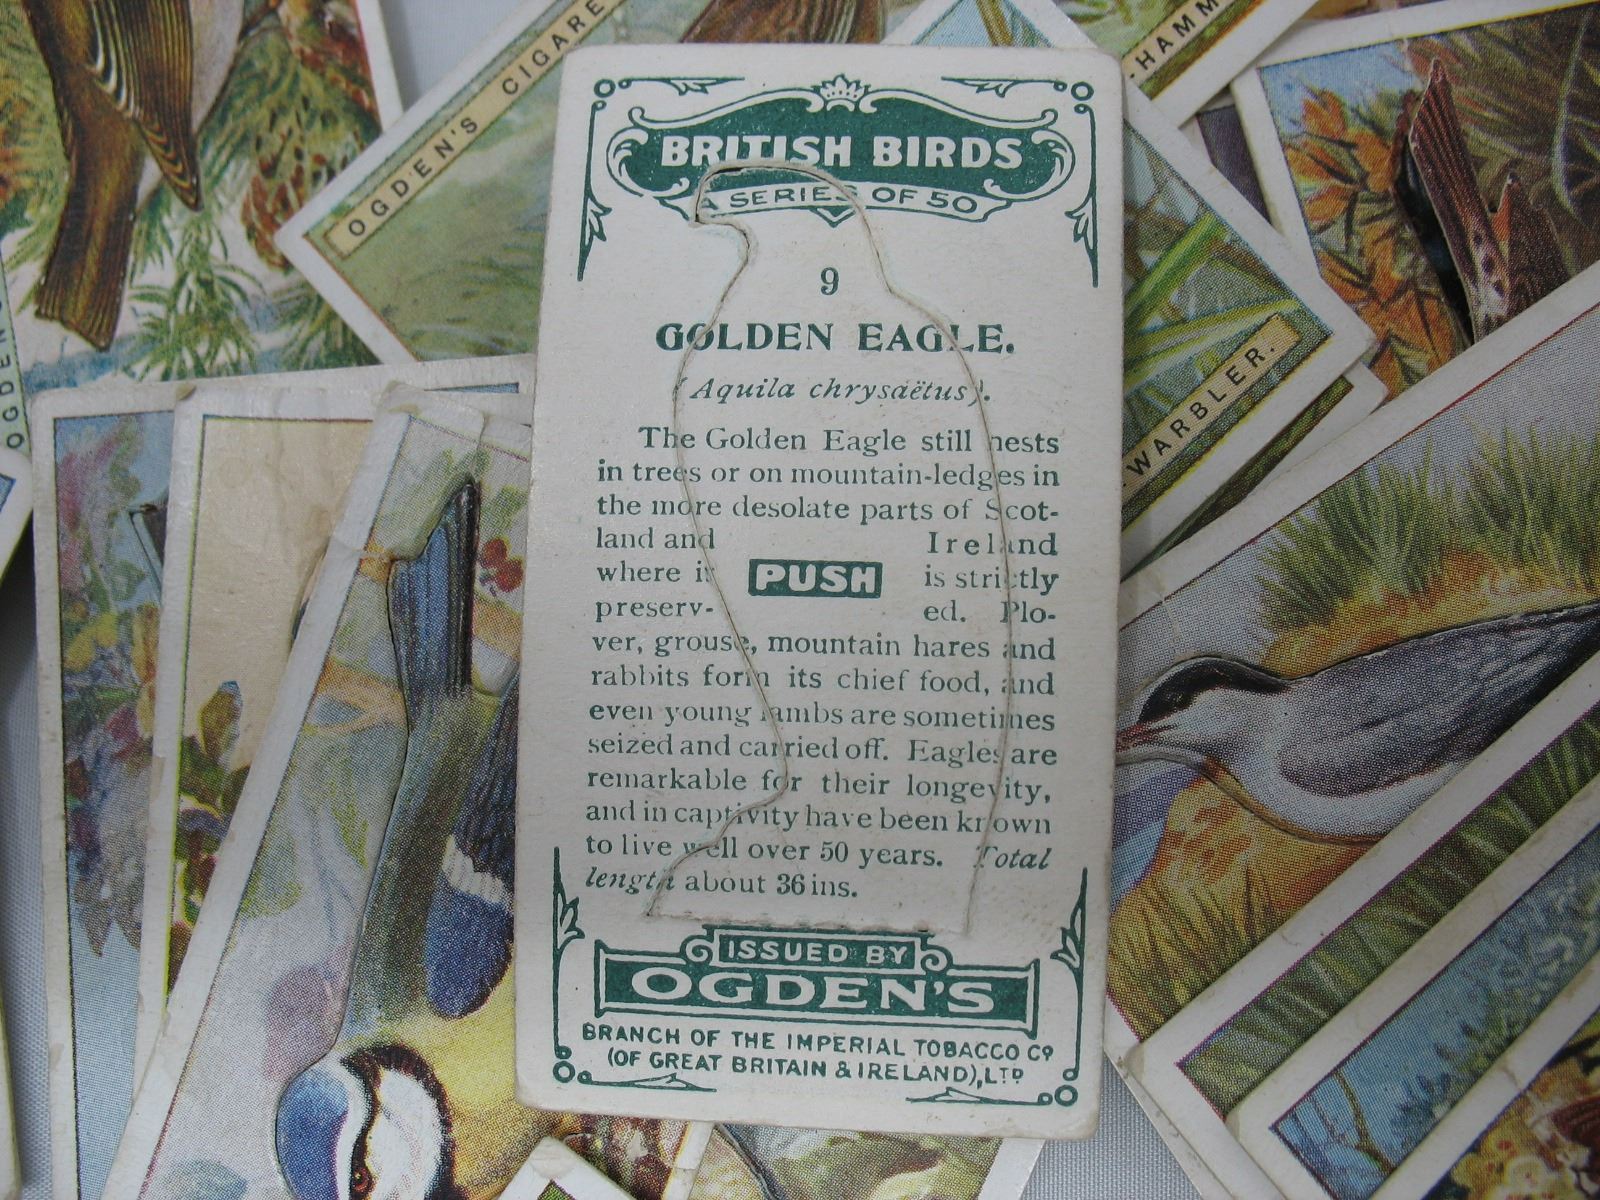 OGDEN'S CIGARE
-HAMM
BRITISH BIRDS
A SERIES OF 50
9
GOLDEN EAGLE.
(Aquila chrysaëtus).
The Golden Eagle still nests
in trees or on mountain-ledges in
the more desolate parts of Scot-
land and Ireland
where it PUSH is strictly
preserv- ed. Plo-
ver, grouse, mountain hares and
rabbits form its chief food, and
even young lambs are sometimes
seized and carried off. Eagles are
remarkable for their longevity,
and in captivity have been known
to live well over 50 years. Total
length about 36 ins.
ISSUED BY
OGDEN'S
BRANCH OF THE IMPERIAL TOBACCO Co
(OF GREAT BRITAIN & IRELAND), LTD
-WARBLER.
OGDEN'S